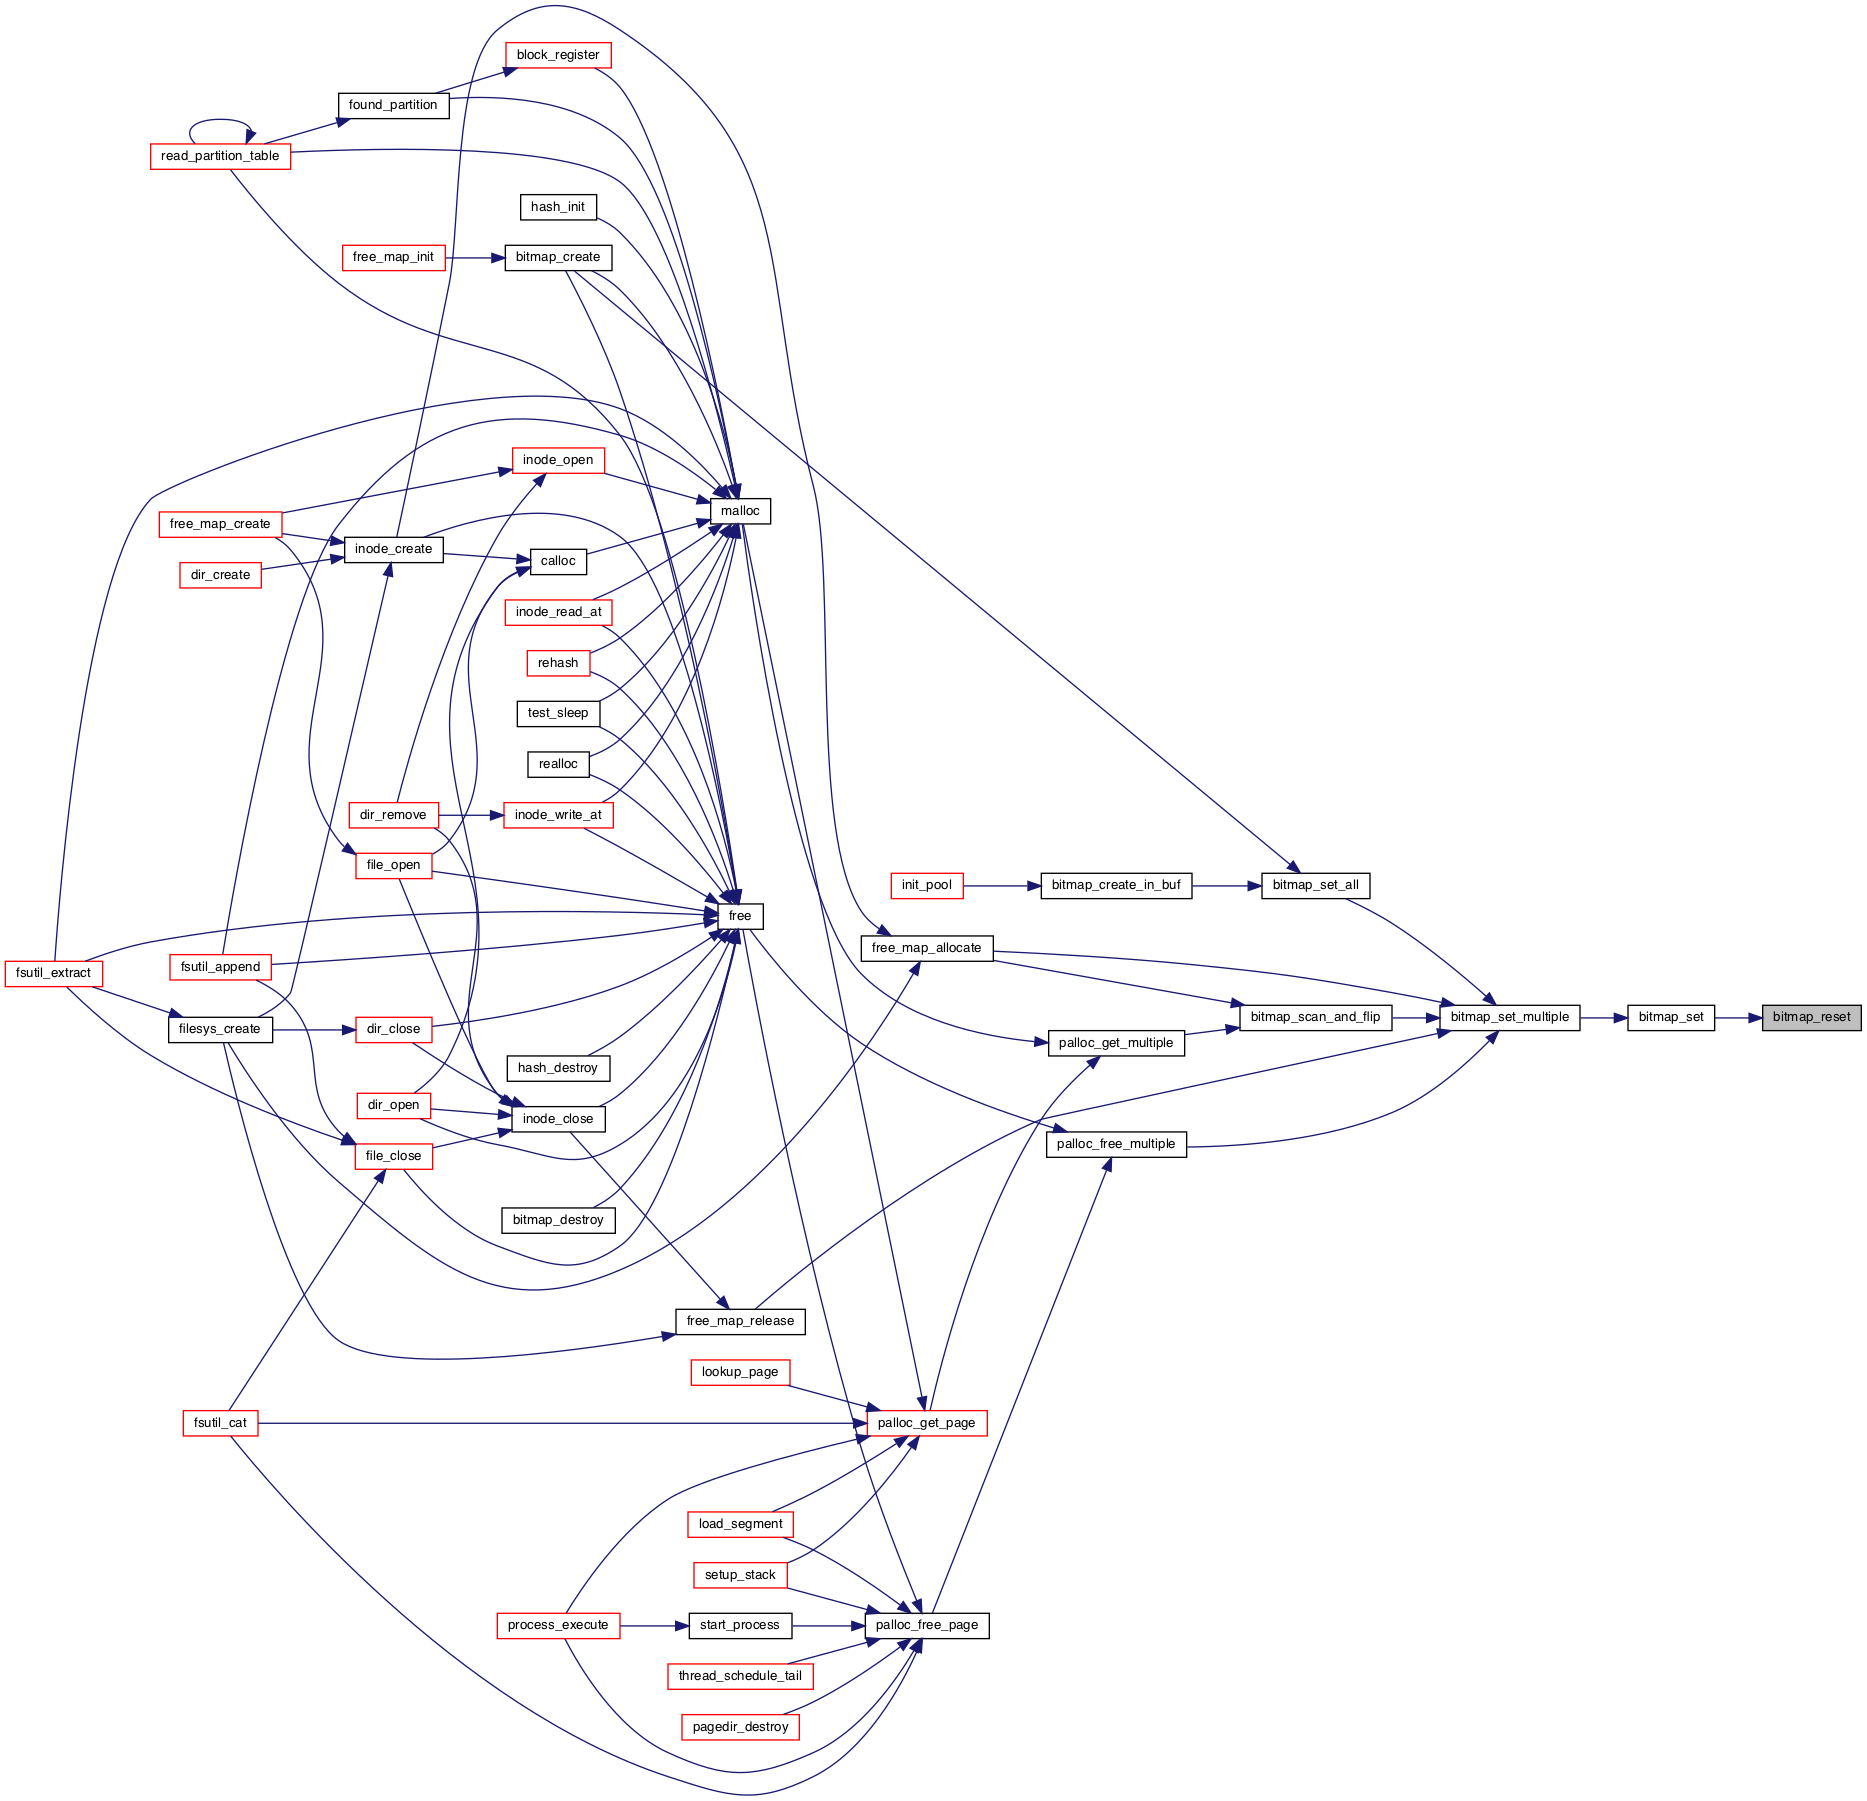 block_register
found_partition
read_partition_table
hash_init
free_map_init
bitmap_create
inode_open
malloc
free_map_create
inode_create
calloc
dir_create
inode_read_at
rehash
test_sleep
realloc
dir_remove
inode_write_at
file_open
init_pool
bitmap_create_in_buf
bitmap_set_all
free
free_map_allocate
fsutil_extract
fsutil_append
filesys_create
dir_close
bitmap_scan_and_flip
bitmap_set_multiple
bitmap_set
bitmap_reset
palloc_get_multiple
hash_destroy
dir_open
inode_close
palloc_free_multiple
file_close
bitmap_destroy
free_map_release
lookup_page
fsutil_cat
palloc_get_page
load_segment
setup_stack
process_execute
start_process
palloc_free_page
thread_schedule_tail
pagedir_destroy